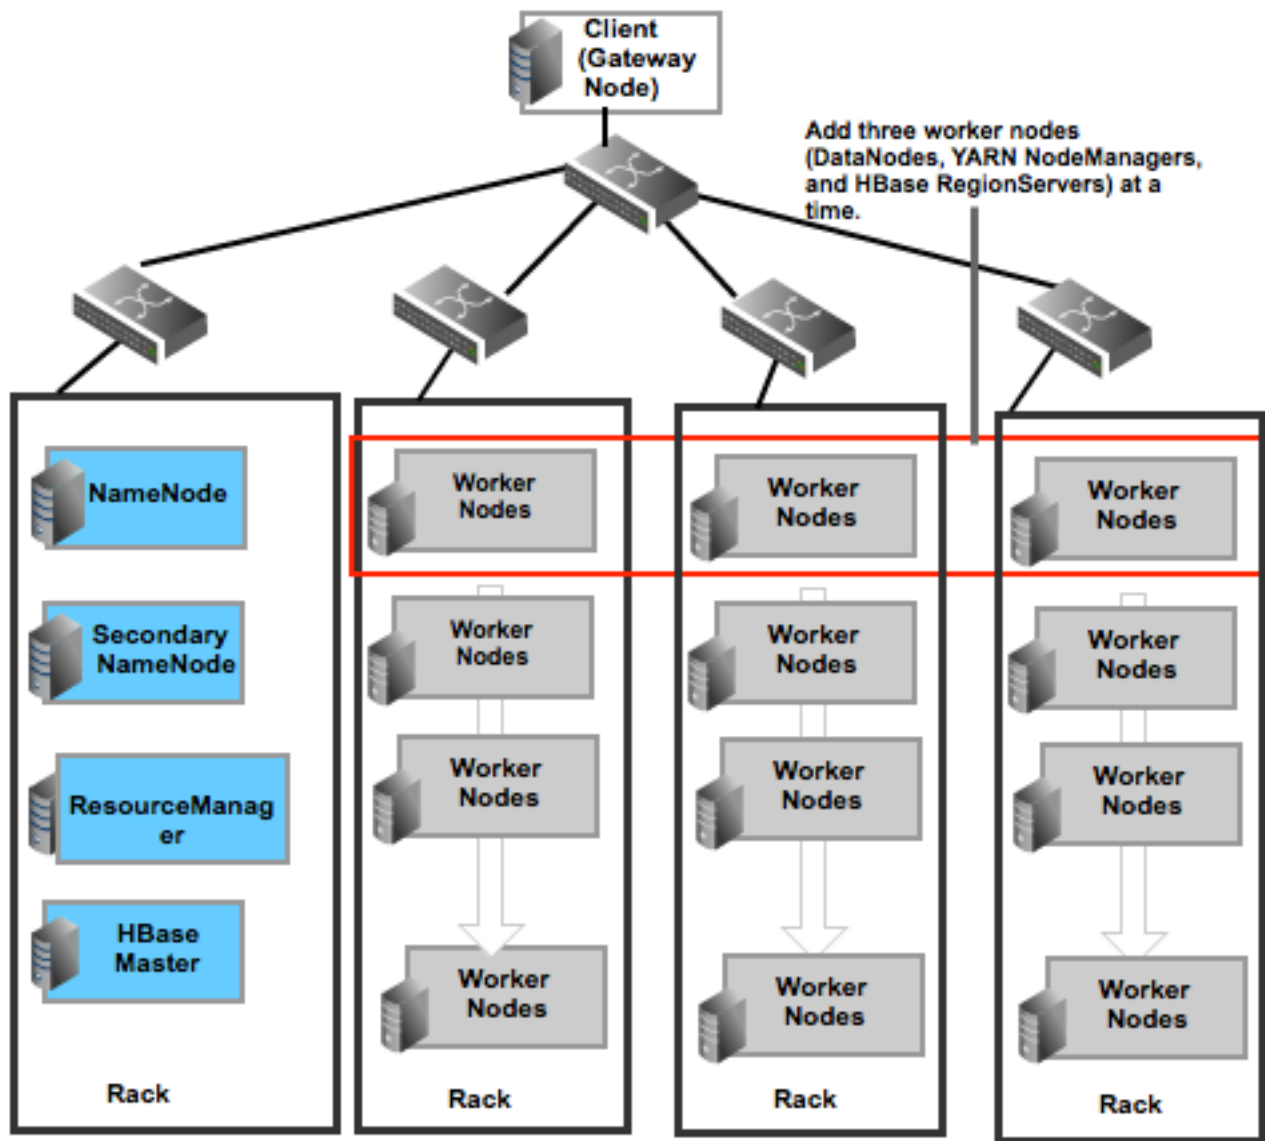 Client
(Gateway
Node)
Add three worker nodes
(DataNodes, YARN NodeManagers,
and HBase RegionServers) at a
time.
NameNode
Secondary
NameNode
ResourceManag
er
HBase
Master
Rack
Worker
Nodes
Worker
Nodes
Worker
Nodes
Worker
Nodes
Rack
Worker
Nodes
Worker
Nodes
Worker
Nodes
Worker
Nodes
Rack
Worker
Nodes
Worker
Nodes
Worker
Nodes
Worker
Nodes
Rack